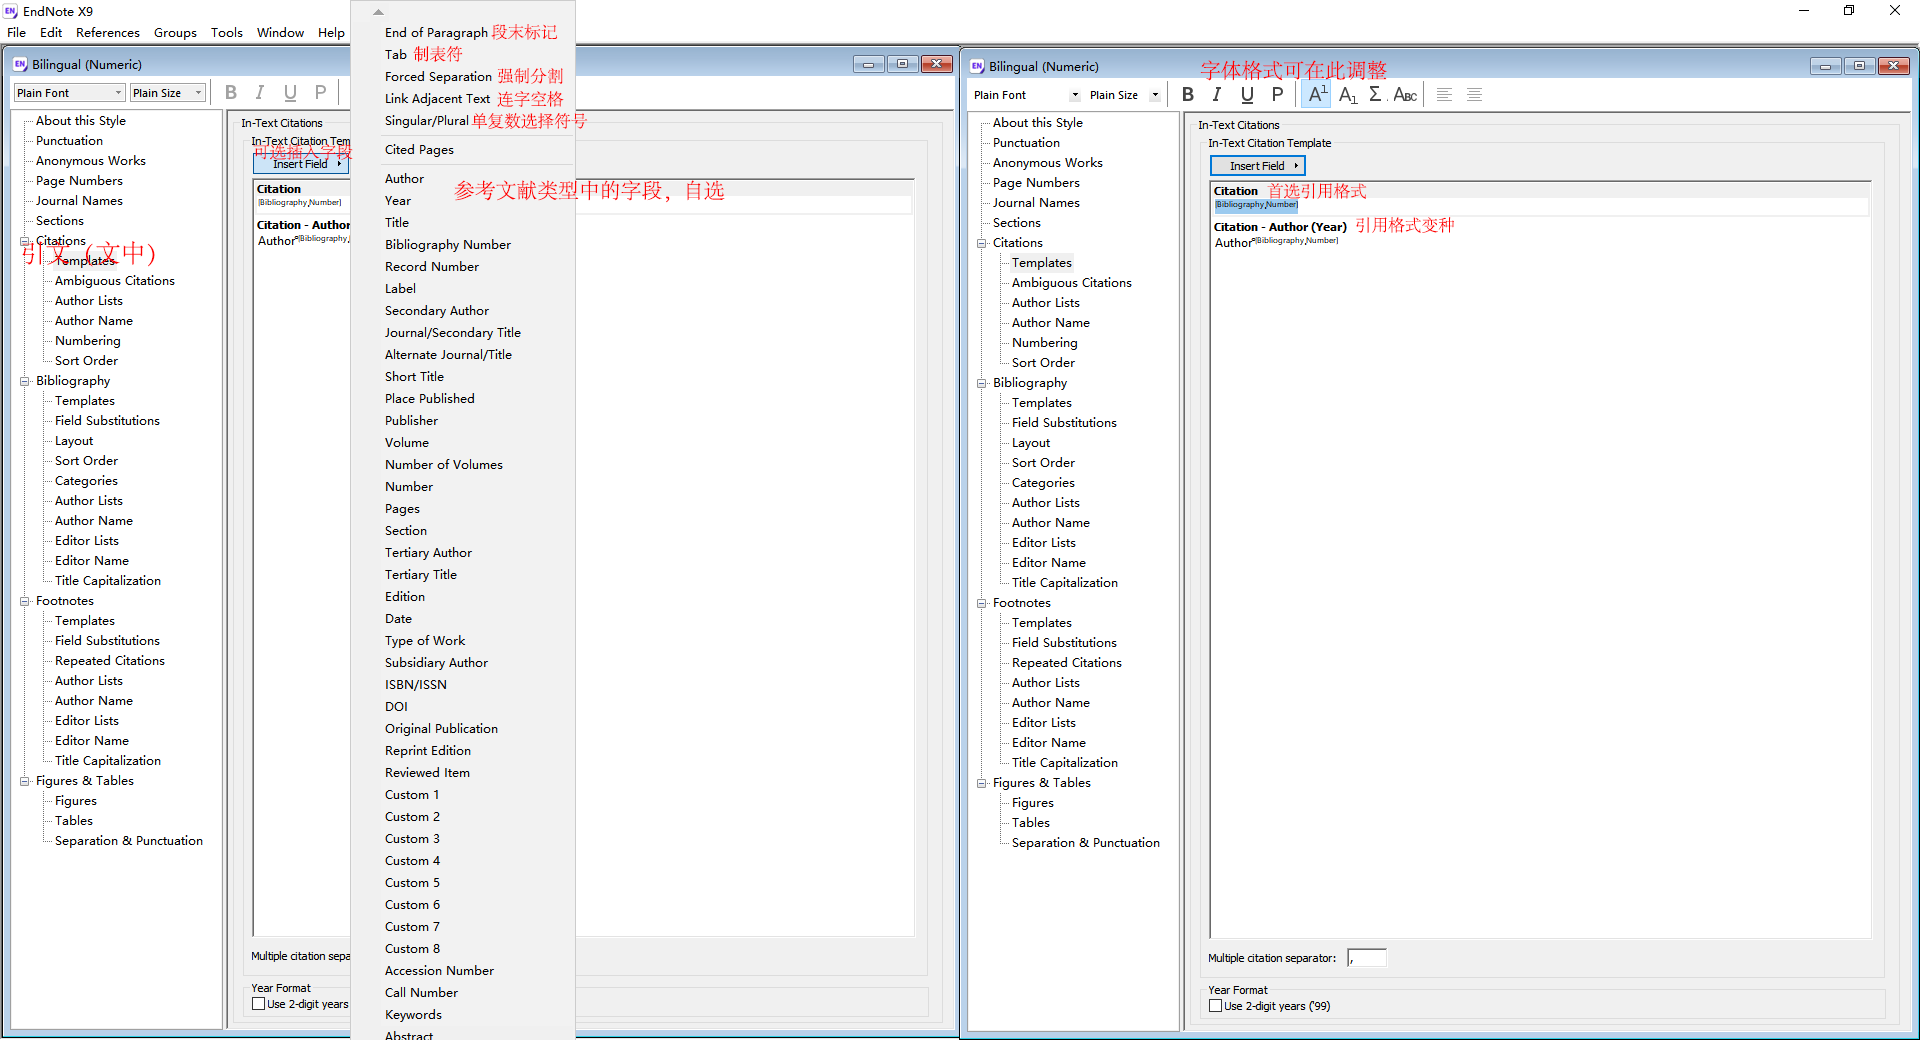 EndNote X9
File Edit References Groups Tools Window Help
Bilingual (Numeric)
Plain Font Plain Size B I U P
About this Style
Punctuation
Anonymous Works
Page Numbers
Journal Names
Sections
Citations
引文（文中）
Templates
Ambiguous Citations
Author Lists
Author Name
Numbering
Sort Order
Bibliography
Templates
Field Substitutions
Layout
Sort Order
Categories
Author Lists
Author Name
Editor Lists
Editor Name
Title Capitalization
Footnotes
Templates
Field Substitutions
Repeated Citations
Author Lists
Author Name
Editor Lists
Editor Name
Title Capitalization
Figures & Tables
Figures
Tables
Separation & Punctuation
In-Text Citations
In-Text Citation Tem
可选插入字段
Insert Field
Citation
[Bibliography Number]
Citation - Author
Author [Bibliography
Multiple citation sepa
Year Format
Use 2-digit years
End of Paragraph 段末标记
Tab 制表符
Forced Separation 强制分割
Link Adjacent Text 连字空格
Singular/Plural 单复数选择符号
Cited Pages
Author
参考文献类型中的字段，自选
Year
Title
Bibliography Number
Record Number
Label
Secondary Author
Journal/Secondary Title
Alternate Journal/Title
Short Title
Place Published
Publisher
Volume
Number of Volumes
Number
Pages
Section
Tertiary Author
Tertiary Title
Edition
Date
Type of Work
Subsidiary Author
ISBN/ISSN
DOI
Original Publication
Reprint Edition
Reviewed Item
Custom 1
Custom 2
Custom 3
Custom 4
Custom 5
Custom 6
Custom 7
Custom 8
Accession Number
Call Number
Keywords
Abstract
Bilingual (Numeric)
字体格式可在此调整
Plain Font Plain Size B I U P A¹ A₁ Σ ABC
About this Style
Punctuation
Anonymous Works
Page Numbers
Journal Names
Sections
Citations
Templates
Ambiguous Citations
Author Lists
Author Name
Numbering
Sort Order
Bibliography
Templates
Field Substitutions
Layout
Sort Order
Categories
Author Lists
Author Name
Editor Lists
Editor Name
Title Capitalization
Footnotes
Templates
Field Substitutions
Repeated Citations
Author Lists
Author Name
Editor Lists
Editor Name
Title Capitalization
Figures & Tables
Figures
Tables
Separation & Punctuation
In-Text Citations
In-Text Citation Template
Insert Field
Citation 首选引用格式
[Bibliography Number]
Citation - Author (Year) 引用格式变种
Author [Bibliography Number]
Multiple citation separator: ,
Year Format
Use 2-digit years ('99)